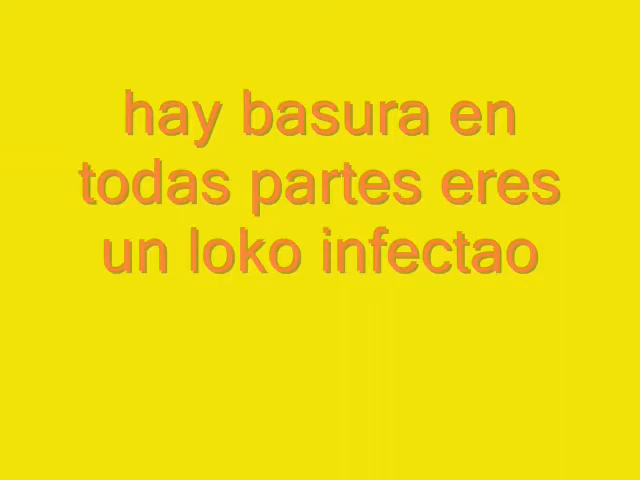 hay basura en
todas partes eres
un loko infectao